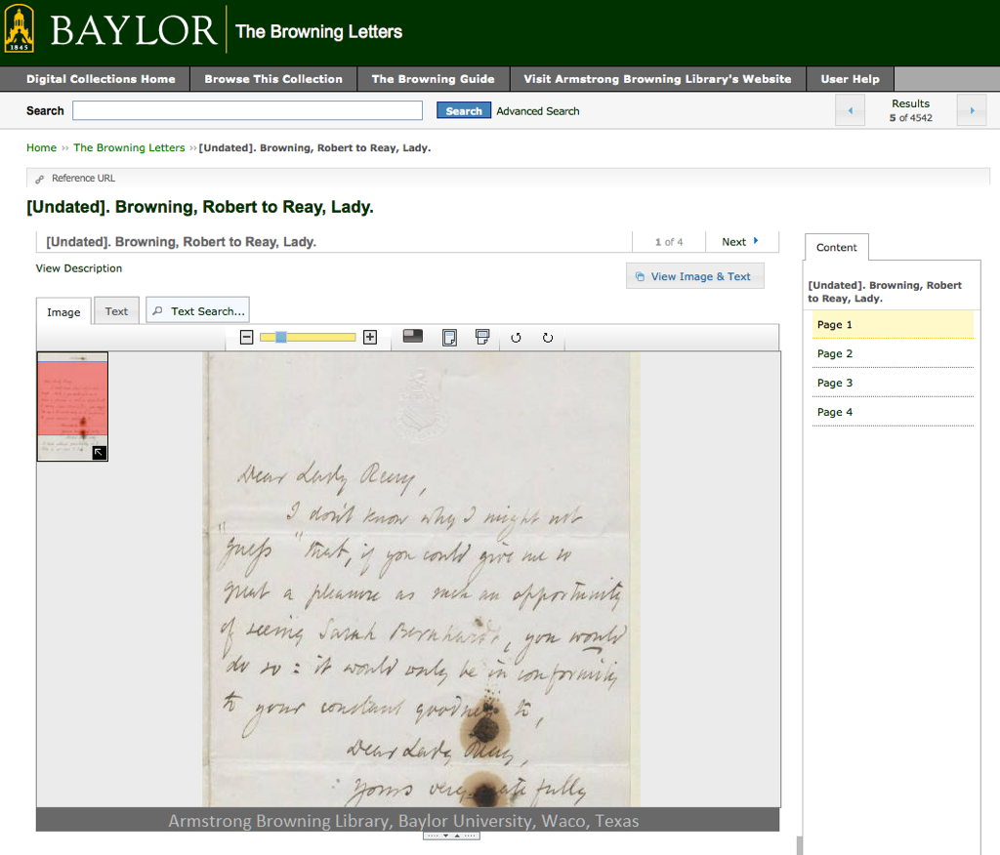 1845
BAYLOR
The Browning Letters
Digital Collections Home
Browse This Collection
The Browning Guide
Visit Armstrong Browning Library's Website
User Help
Search
Search
Advanced Search
Results
5 of 4542
Home ›› The Browning Letters ›› [Undated]. Browning, Robert to Reay, Lady.
Reference URL
[Undated]. Browning, Robert to Reay, Lady.
[Undated]. Browning, Robert to Reay, Lady.
1 of 4
Next
View Description
View Image & Text
Image
Text
Text Search...
Dear Lady Reay,
I don't know why I might not
"guess" that, if you could give me so
great a pleasure as such an opportunity
of seeing Sarah Bernhardt, you would
do so : it would only be in conformity
to your constant goodness to,
Dear Lady Reay,
Yours very gratefully
Armstrong Browning Library, Baylor University, Waco, Texas
Content
[Undated]. Browning, Robert
to Reay, Lady.
Page 1
Page 2
Page 3
Page 4